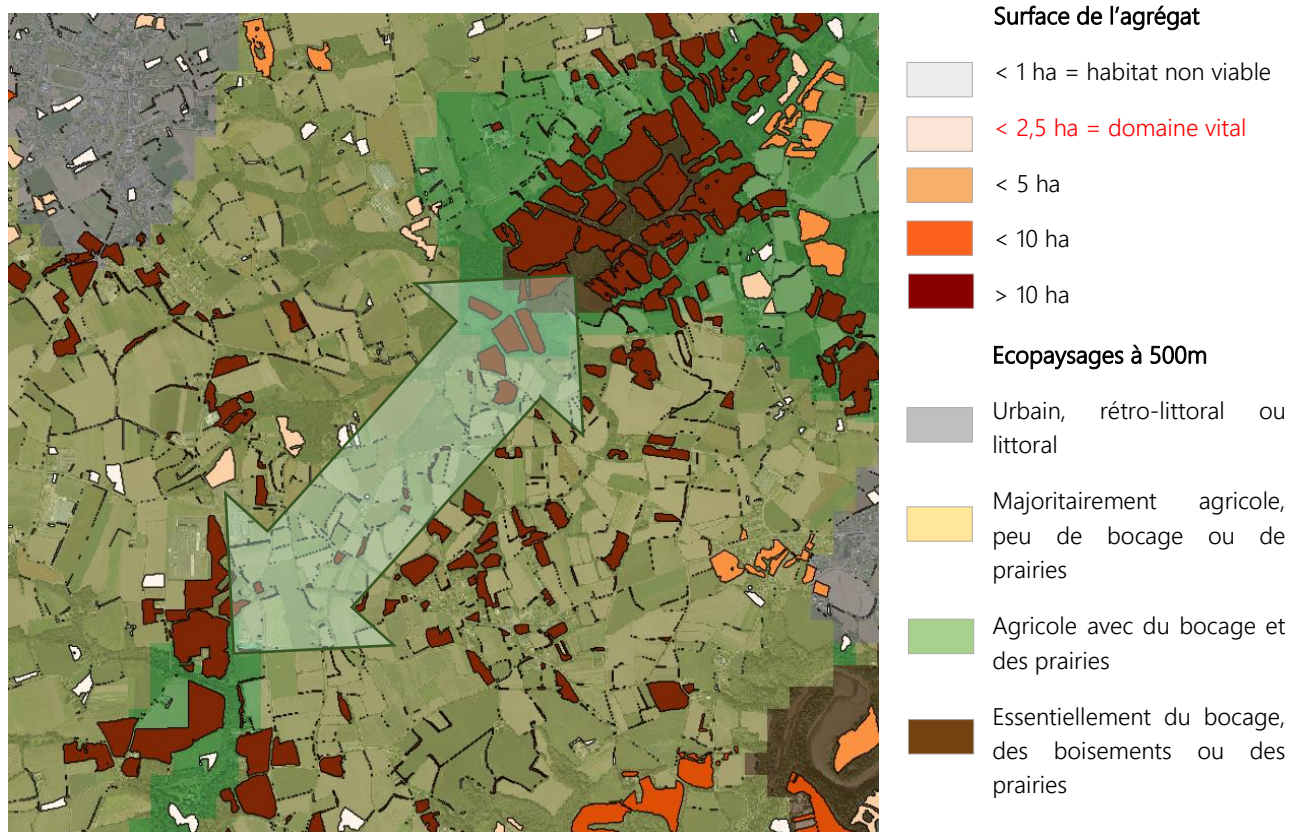 Surface de l’agrégat
< 1 ha = habitat non viable
< 2,5 ha = domaine vital
< 5 ha
< 10 ha
> 10 ha
Ecopaysages à 500m
Urbain, rétro-littoral ou
littoral
Majoritairement agricole,
peu de bocage ou de
prairies
Agricole avec du bocage et
des prairies
Essentiellement du bocage,
des boisements ou des
prairies